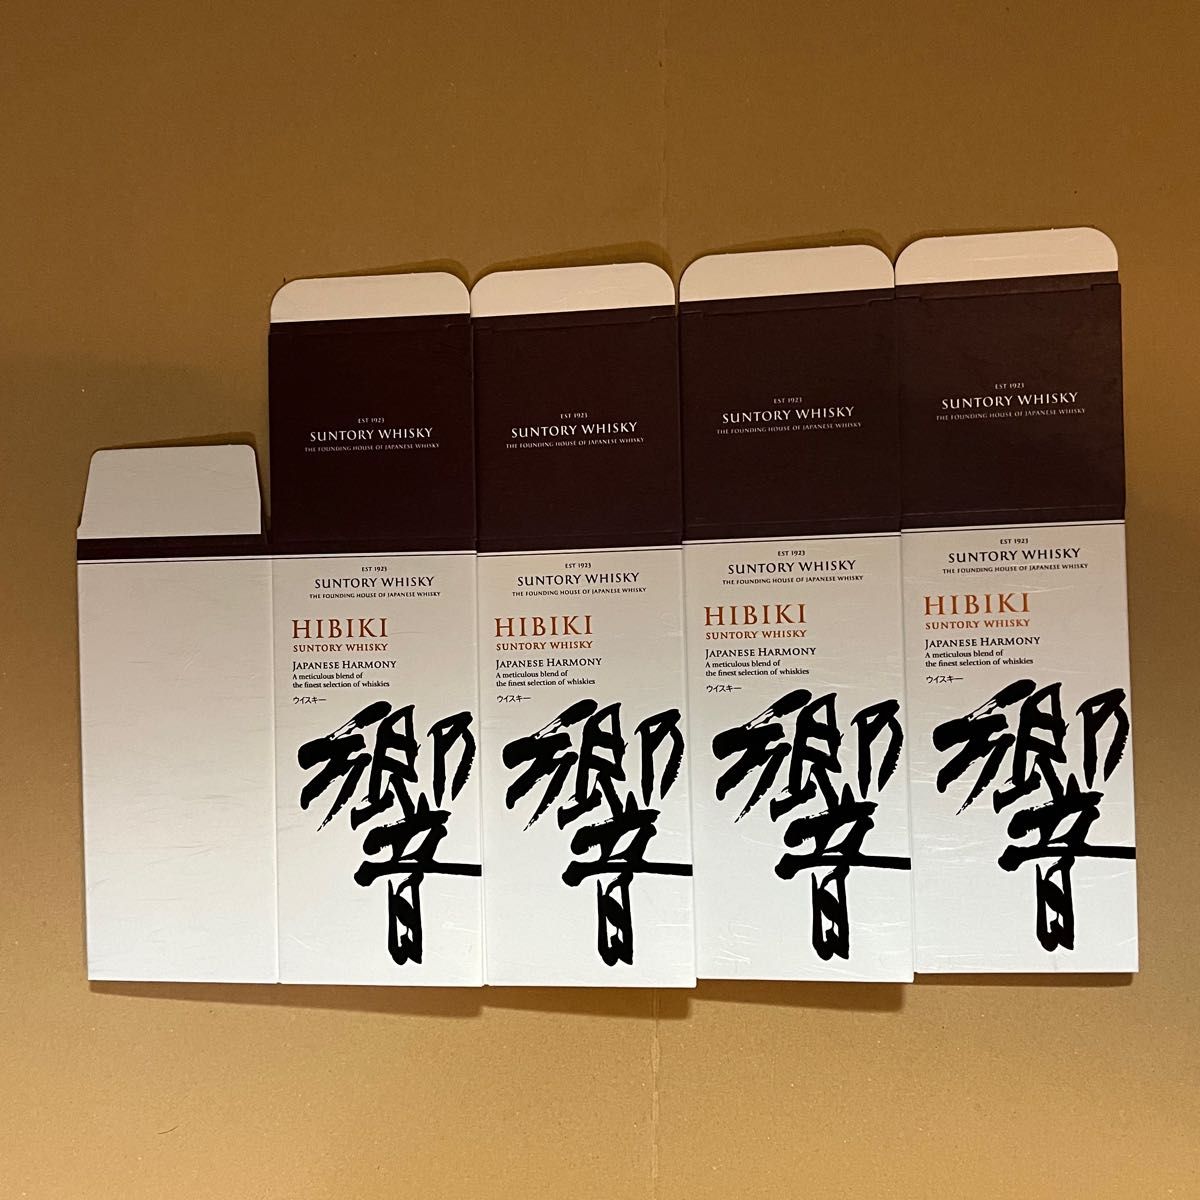 EST 1923
SUNTORY WHISKY
THE FOUNDING HOUSE OF JAPANESE WHISKY
EST 1923
SUNTORY WHISKY
THE FOUNDING HOUSE OF JAPANESE WHISKY
HIBIKI
SUNTORY WHISKY
JAPANESE HARMONY
A meticulous blend of
the finest selection of whiskies
ウイスキー
響
EST 1923
SUNTORY WHISKY
THE FOUNDING HOUSE OF JAPANESE WHISKY
EST 1923
SUNTORY WHISKY
THE FOUNDING HOUSE OF JAPANESE WHISKY
HIBIKI
SUNTORY WHISKY
JAPANESE HARMONY
A meticulous blend of
the finest selection of whiskies
ウイスキー
響
EST 1923
SUNTORY WHISKY
THE FOUNDING HOUSE OF JAPANESE WHISKY
EST 1923
SUNTORY WHISKY
THE FOUNDING HOUSE OF JAPANESE WHISKY
HIBIKI
SUNTORY WHISKY
JAPANESE HARMONY
A meticulous blend of
the finest selection of whiskies
ウイスキー
響
EST 1923
SUNTORY WHISKY
THE FOUNDING HOUSE OF JAPANESE WHISKY
EST 1923
SUNTORY WHISKY
THE FOUNDING HOUSE OF JAPANESE WHISKY
HIBIKI
SUNTORY WHISKY
JAPANESE HARMONY
A meticulous blend of
the finest selection of whiskies
ウイスキー
響